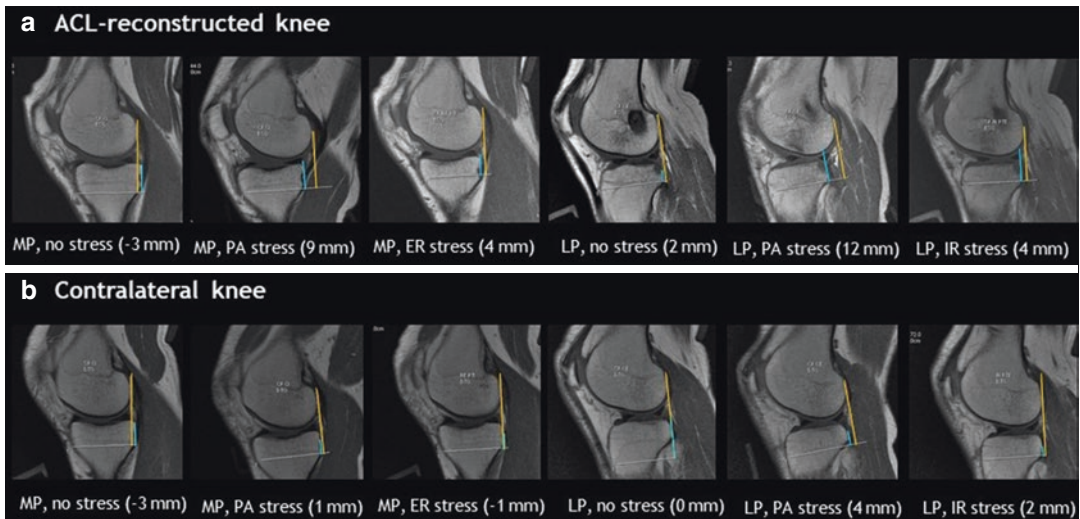 a ACL-reconstructed knee
MP, no stress (-3 mm) MP, PA stress (9 mm) MP, ER stress (4 mm) LP, no stress (2 mm) LP, PA stress (12 mm) LP, IR stress (4 mm)
b Contralateral knee
MP, no stress (-3 mm) MP, PA stress (1 mm) MP, ER stress (-1 mm) LP, no stress (0 mm) LP, PA stress (4 mm) LP, IR stress (2 mm)